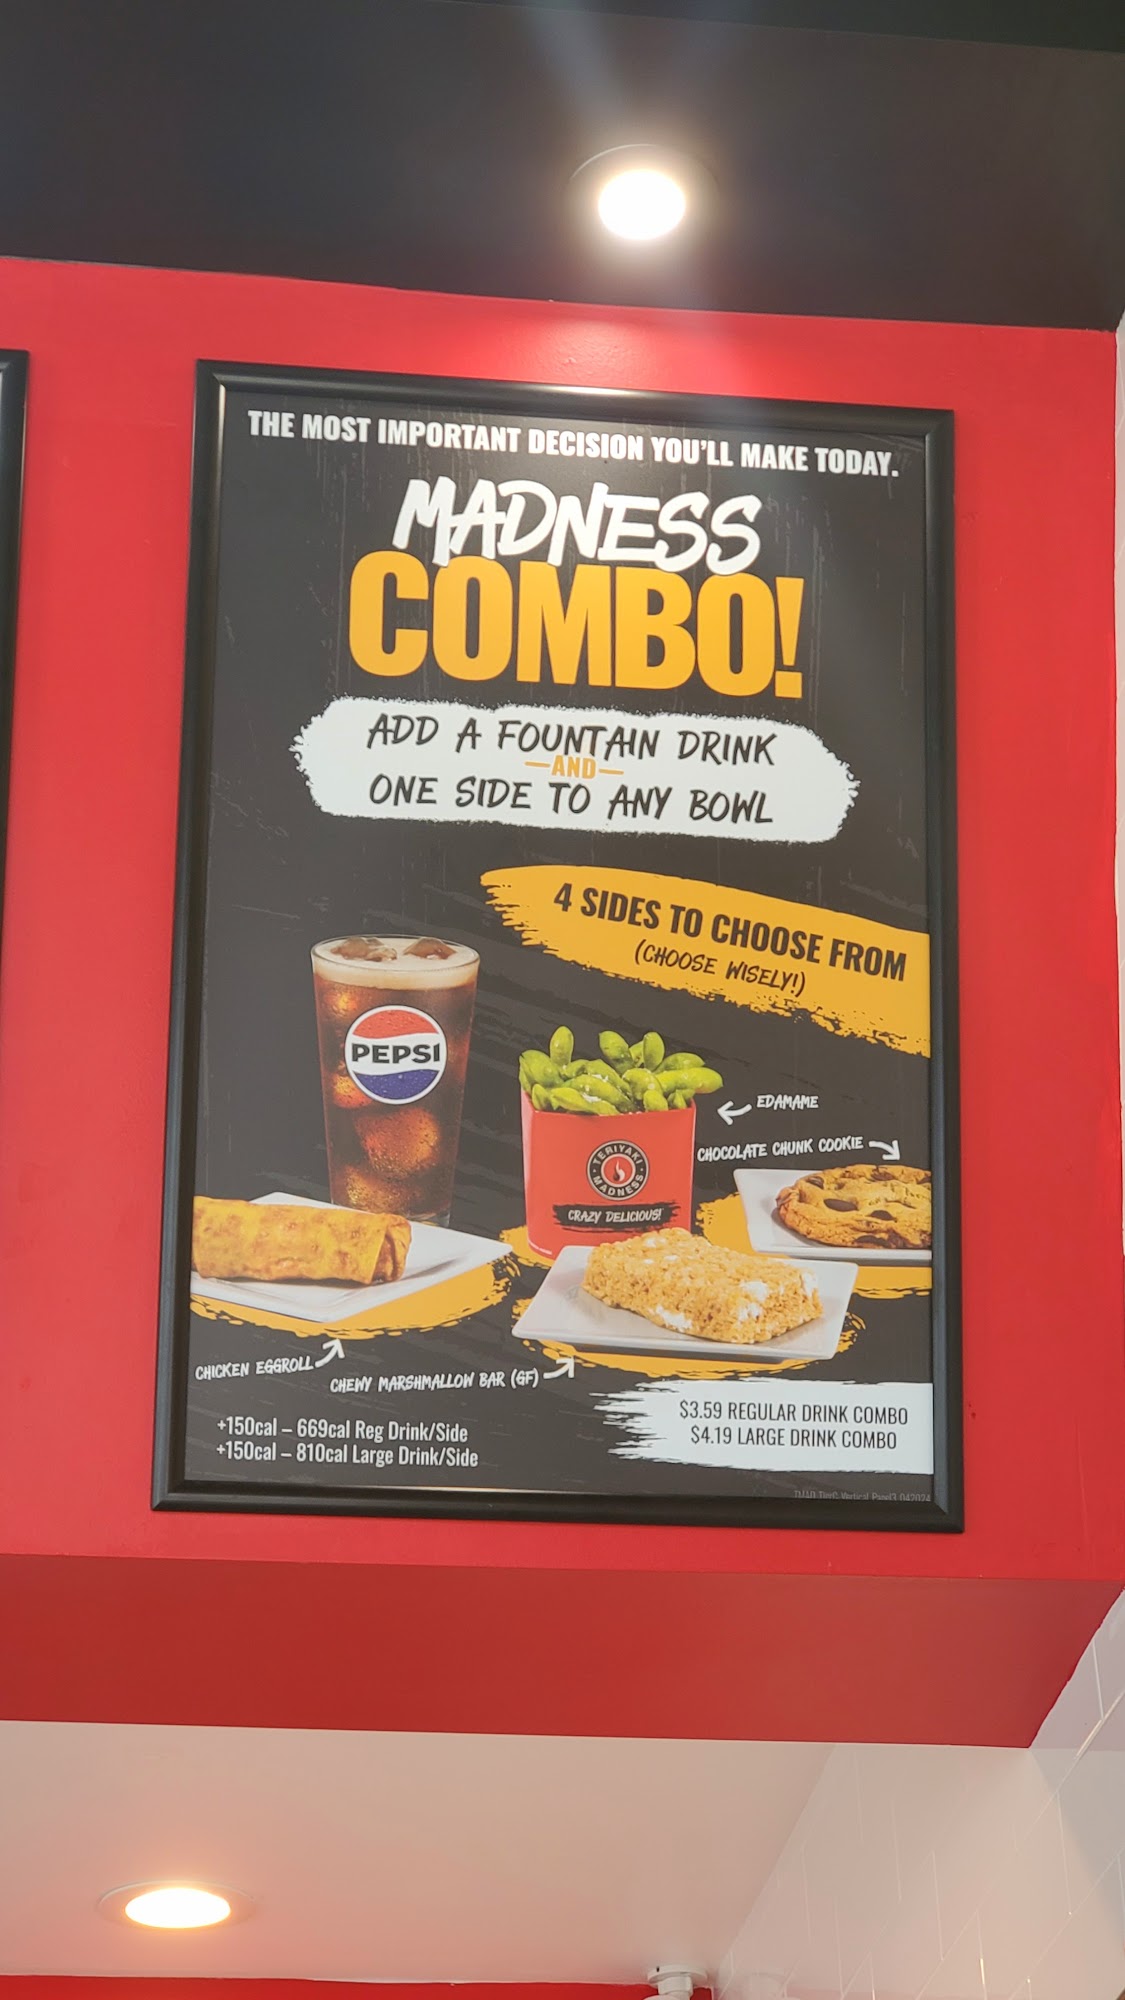 THE MOST IMPORTANT DECISION YOU'LL MAKE TODAY.
MADNESS
COMBO!
ADD A FOUNTAIN DRINK
—AND—
ONE SIDE TO ANY BOWL
4 SIDES TO CHOOSE FROM
(CHOOSE WISELY!)
PEPSI
EDAMAME
CHOCOLATE CHUNK COOKIE
TERIYAKI
MADNESS
CRAZY DELICIOUS!
CHICKEN EGGROLL
CHEWY MARSHMALLOW BAR (GF)
+150cal – 669cal Reg Drink/Side
+150cal – 810cal Large Drink/Side
$3.59 REGULAR DRINK COMBO
$4.19 LARGE DRINK COMBO
Vertical Panel3 042024